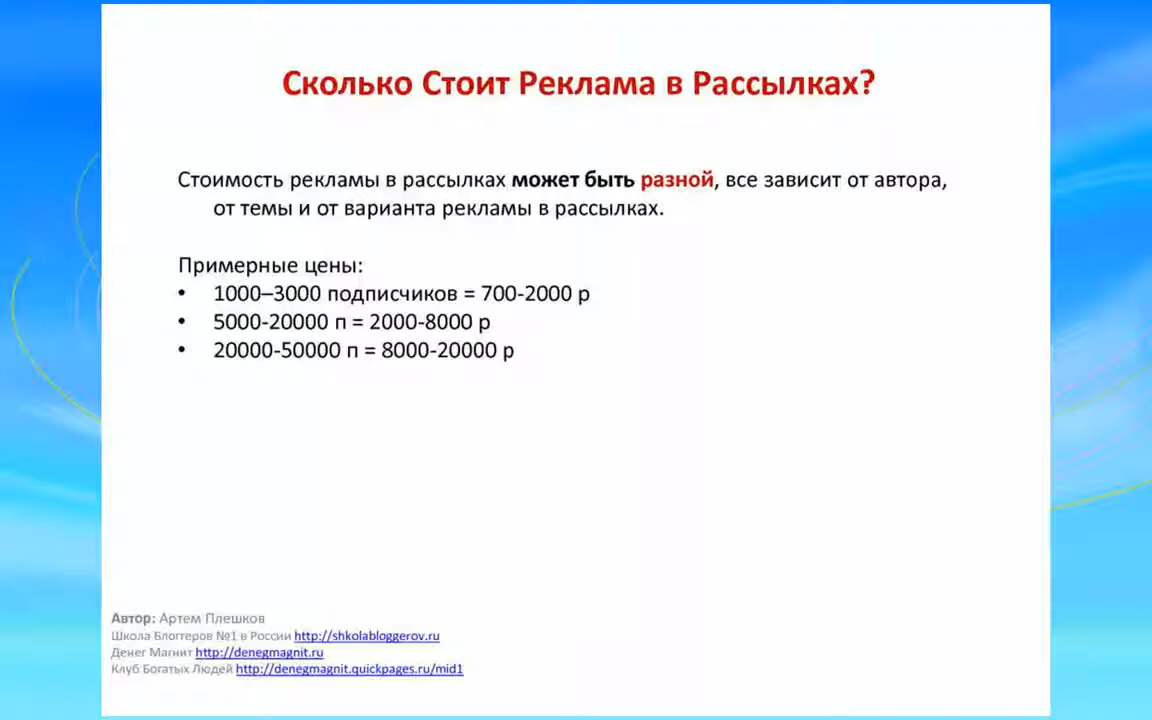 Сколько Стоит Реклама в Рассылках?
Стоимость рекламы в рассылках может быть разной, все зависит от автора,
от темы и от варианта рекламы в рассылках.
Примерные цены:
• 1000–3000 подписчиков = 700-2000 р
• 5000-20000 п = 2000-8000 р
• 20000-50000 п = 8000-20000 р
Автор: Артем Плешков
Школа Блоггеров №1 в России http://shkolabloggerov.ru
Денег Магнит http://denegmagnit.ru
Клуб Богатых Людей http://denegmagnit.quickpages.ru/mid1